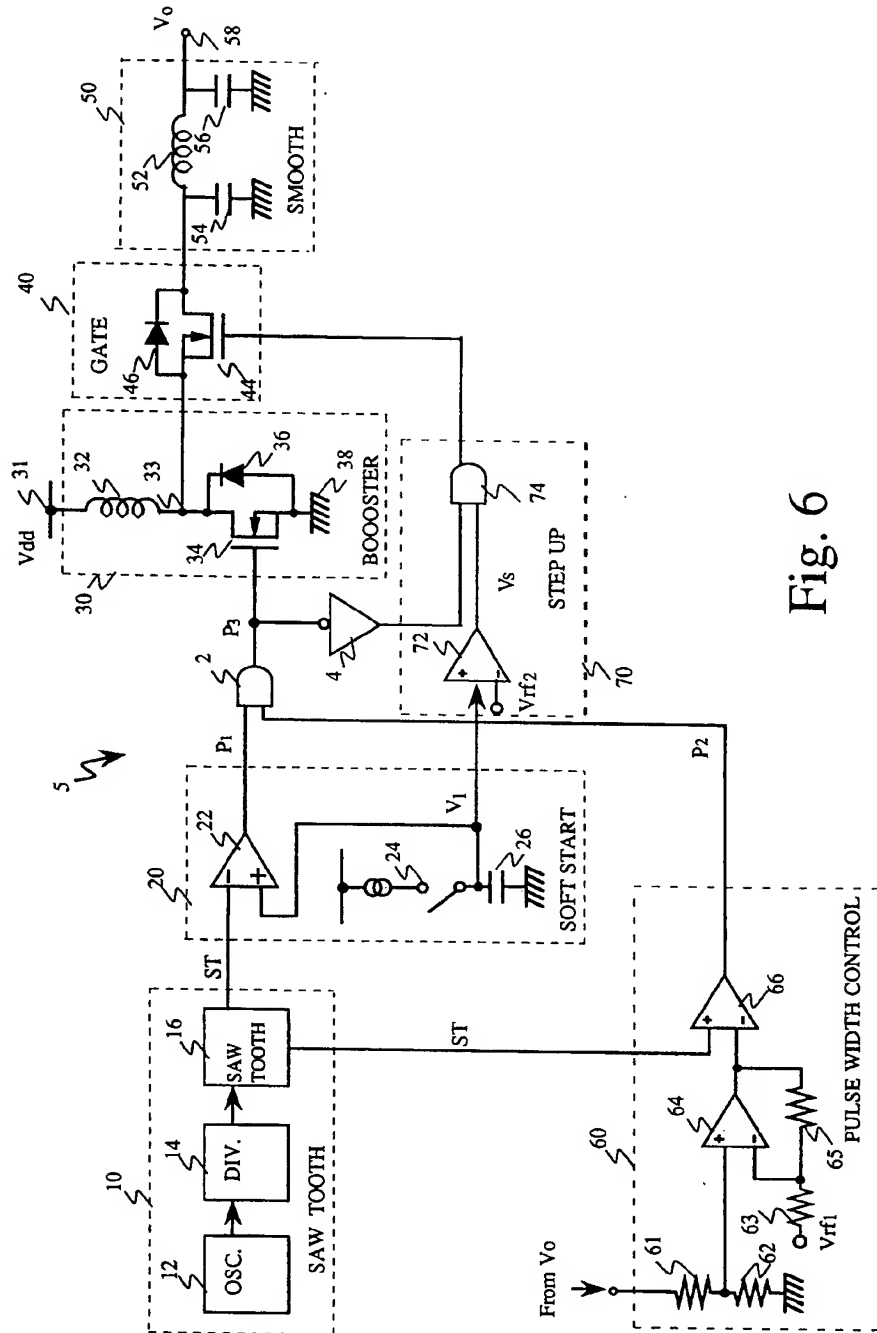 5
10
SAW TOOTH
12
OSC.
14
DIV.
16
SAW
TOOTH
ST
ST
20
22
24
26
V1
SOFT START
P1
2
P3
4
30
Vdd
31
32
33
34
36
38
BOOOSTER
40
GATE
46
44
50
52
54
56
SMOOTH
Vo
58
70
72
Vrf2
Vs
74
STEP UP
P2
60
From Vo
61
62
63
Vrf1
64
65
66
PULSE WIDTH CONTROL
+
-
+
-
+
-
+
-
Fig. 6